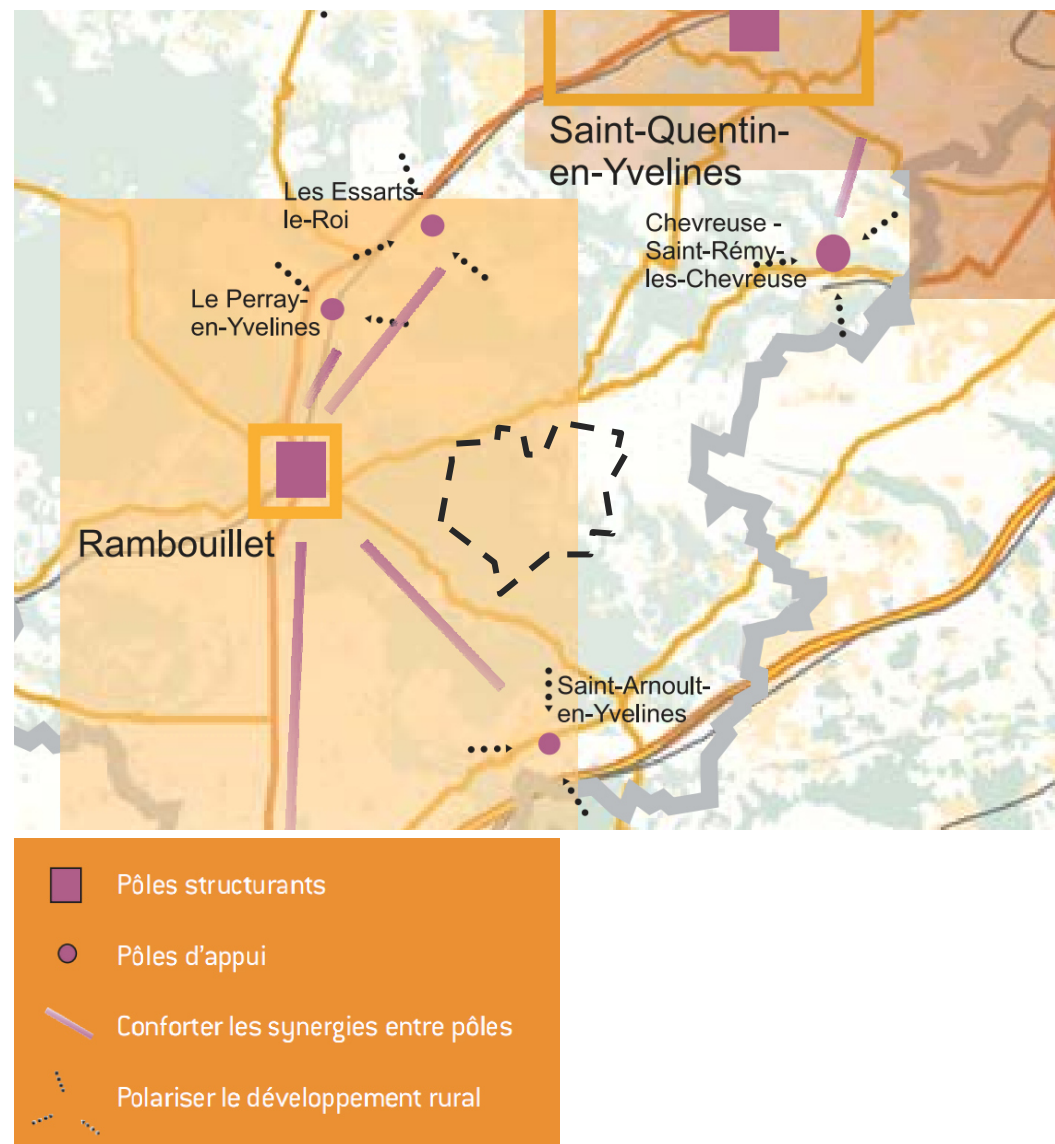 Saint-Quentin-
en-Yvelines
Les Essarts-
le-Roi
Chevreuse -
Saint-Rémy-
les-Chevreuse
Le Perray-
en-Yvelines
Rambouillet
Saint-Arnoult-
en-Yvelines
Pôles structurants
Pôles d'appui
Conforter les synergies entre pôles
Polariser le développement rural